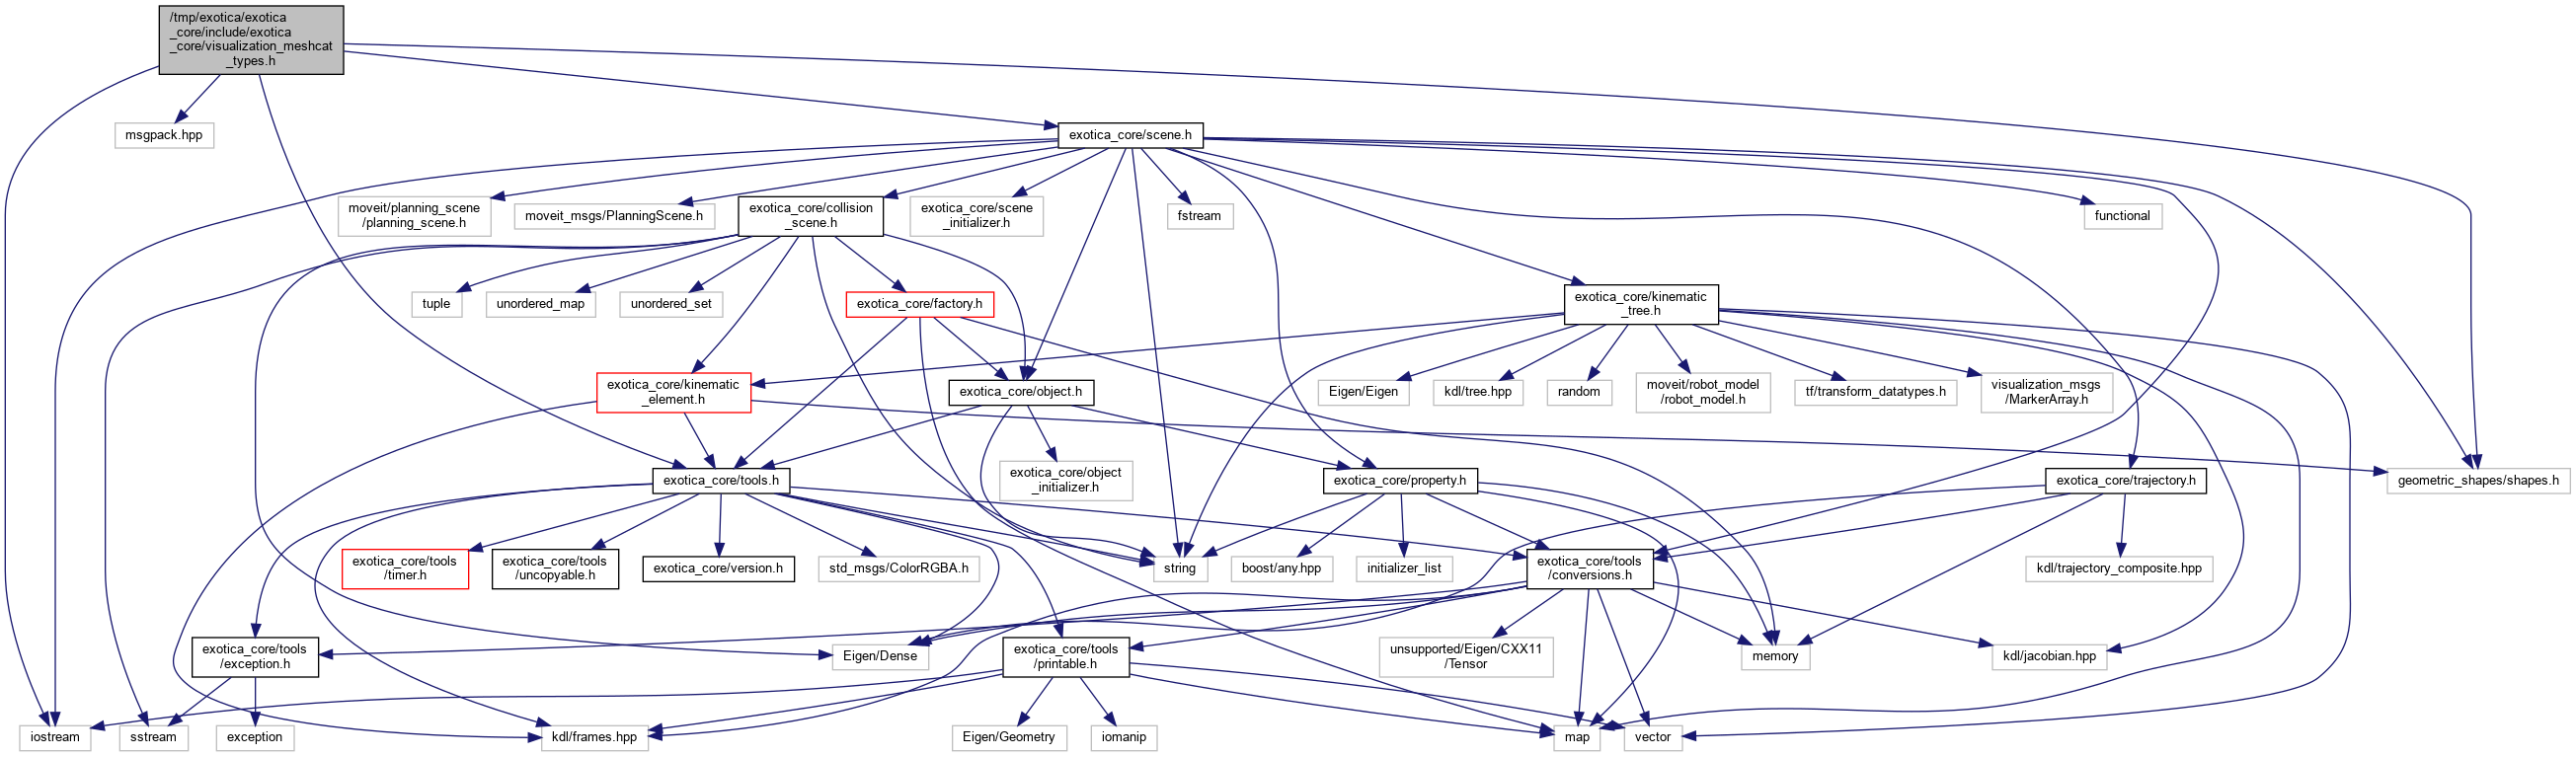 /tmp/exotica/exotica
_core/include/exotica
_core/visualization_meshcat
_types.h
msgpack.hpp
exotica_core/scene.h
moveit/planning_scene
/planning_scene.h
moveit_msgs/PlanningScene.h
exotica_core/collision
_scene.h
exotica_core/scene
_initializer.h
fstream
functional
tuple
unordered_map
unordered_set
exotica_core/factory.h
exotica_core/kinematic
_tree.h
exotica_core/kinematic
_element.h
exotica_core/object.h
Eigen/Eigen
kdl/tree.hpp
random
moveit/robot_model
/robot_model.h
tf/transform_datatypes.h
visualization_msgs
/MarkerArray.h
exotica_core/tools.h
exotica_core/object
_initializer.h
exotica_core/property.h
exotica_core/trajectory.h
geometric_shapes/shapes.h
exotica_core/tools
/timer.h
exotica_core/tools
/uncopyable.h
exotica_core/version.h
std_msgs/ColorRGBA.h
string
boost/any.hpp
initializer_list
exotica_core/tools
/conversions.h
kdl/trajectory_composite.hpp
exotica_core/tools
/exception.h
Eigen/Dense
exotica_core/tools
/printable.h
unsupported/Eigen/CXX11
/Tensor
memory
kdl/jacobian.hpp
iostream
sstream
exception
kdl/frames.hpp
Eigen/Geometry
iomanip
map
vector